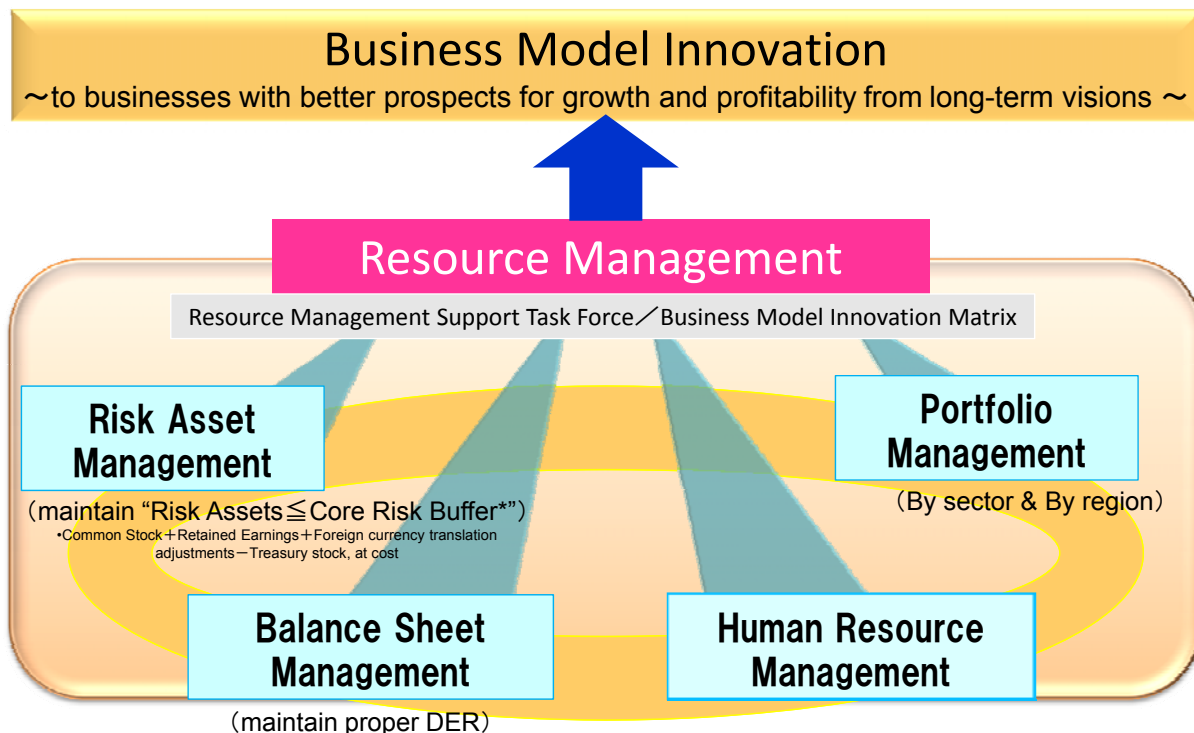 Business Model Innovation
～to businesses with better prospects for growth and profitability from long-term visions ～
Resource Management
Resource Management Support Task Force／Business Model Innovation Matrix
Risk Asset
Management
（maintain “Risk Assets≦Core Risk Buffer*”）
•Common Stock＋Retained Earnings＋Foreign currency translation
adjustments－Treasury stock, at cost
Portfolio
Management
（By sector & By region）
Balance Sheet
Management
（maintain proper DER）
Human Resource
Management